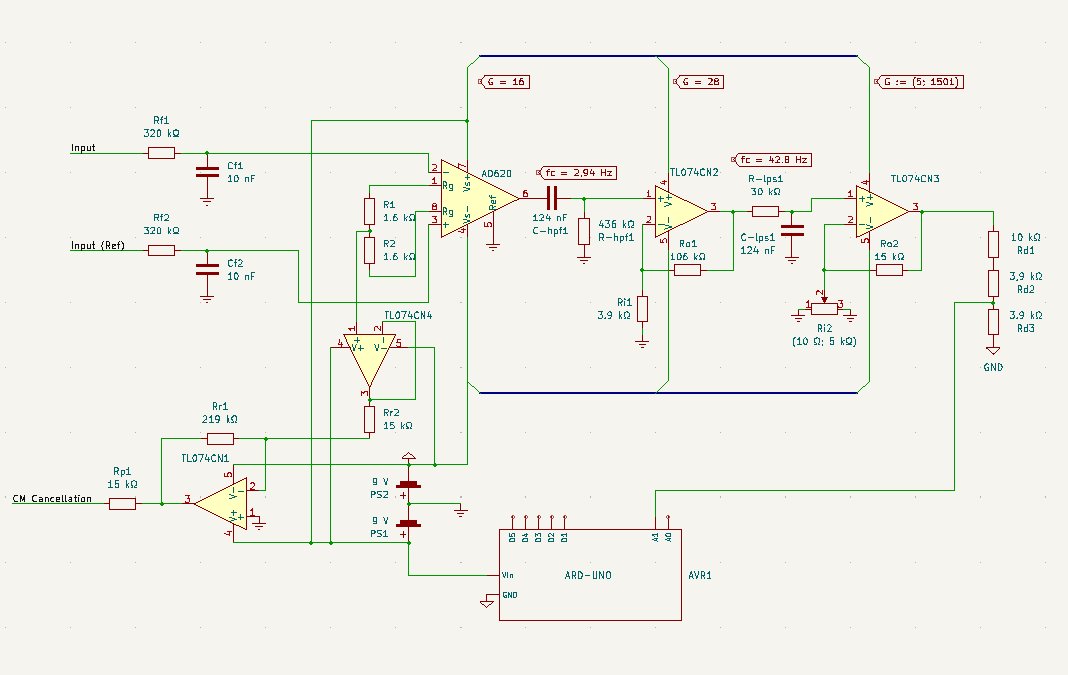 G = 16
G = 28
G := (5; 1501)
Rf1
320 kΩ
Input
Cf1
10 nF
2
-
7
Vs+
AD620
1
Rg
6
8
Rg
3
+
Vs-
4
Ref
5
R1
1.6 kΩ
R2
1.6 kΩ
fc = 2,94 Hz
124 nF
C-hpf1
436 kΩ
R-hpf1
TL074CN2
4
V+
1
+
3
2
-
V-
5
Ra1
106 kΩ
Ri1
3.9 kΩ
fc = 42.8 Hz
R-lps1
30 kΩ
C-lps1
124 nF
TL074CN3
4
V+
1
+
3
2
-
V-
5
Ra2
15 kΩ
2
1
3
Ri2
(10 Ω; 5 kΩ)
10 kΩ
Rd1
3,9 kΩ
Rd2
3.9 kΩ
Rd3
GND
Rf2
320 kΩ
Input (Ref)
Cf2
10 nF
TL074CN4
1
2
+
-
4
V+
V-
5
3
Rr2
15 kΩ
Rr1
219 kΩ
TL074CN1
5
V-
-
2
3
V+
+
1
4
Rp1
15 kΩ
CM Cancellation
9 V
PS2
+
9 V
PS1
+
D5
D4
D3
D2
D1
A1
A0
Vin
ARD-UNO
AVR1
GND